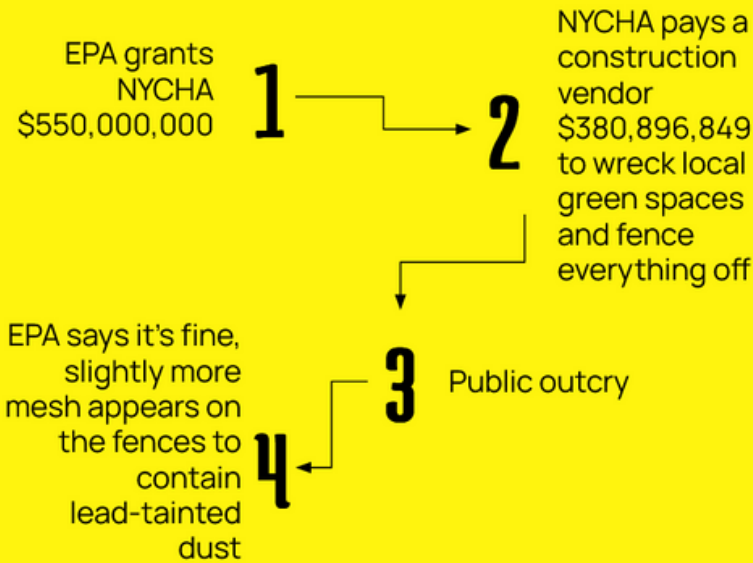 EPA grants
NYCHA
$550,000,000
1
2
NYCHA pays a
construction
vendor
$380,896,849
to wreck local
green spaces
and fence
everything off
3
Public outcry
4
EPA says it’s fine,
slightly more
mesh appears on
the fences to
contain
lead-tainted
dust